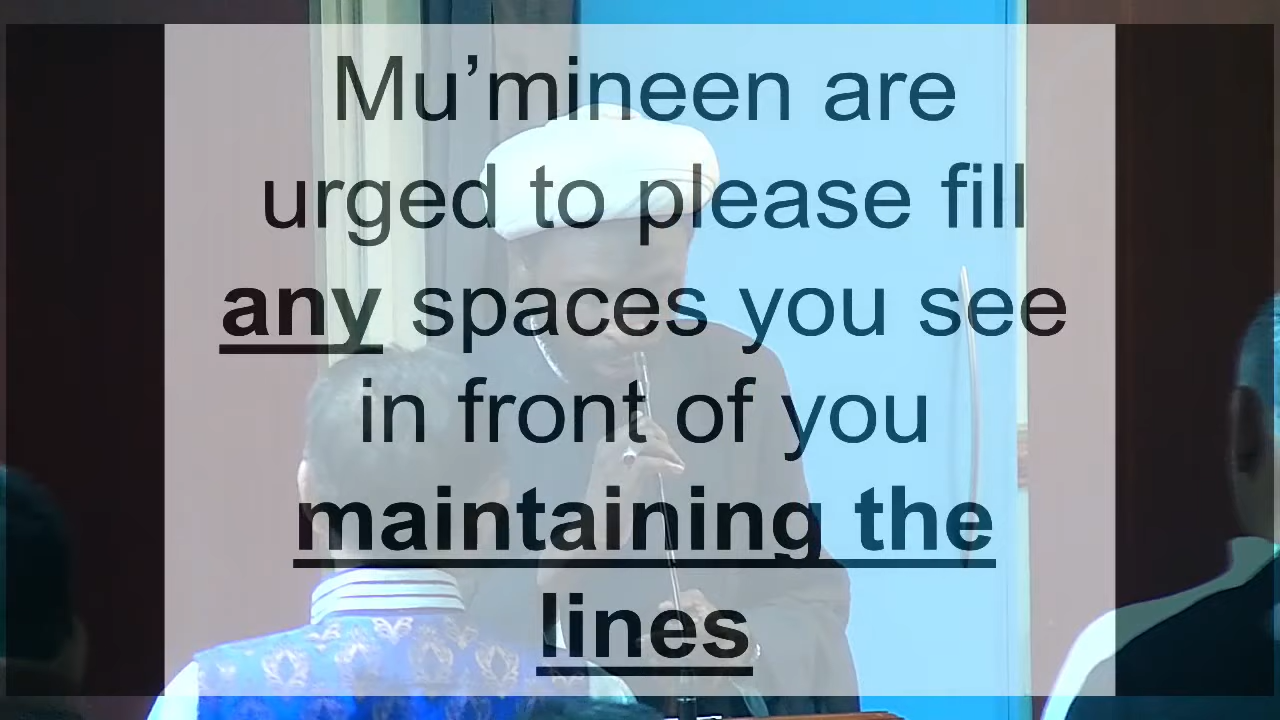 Mu’mineen are
urged to please fill
any spaces you see
in front of you
maintaining the
lines